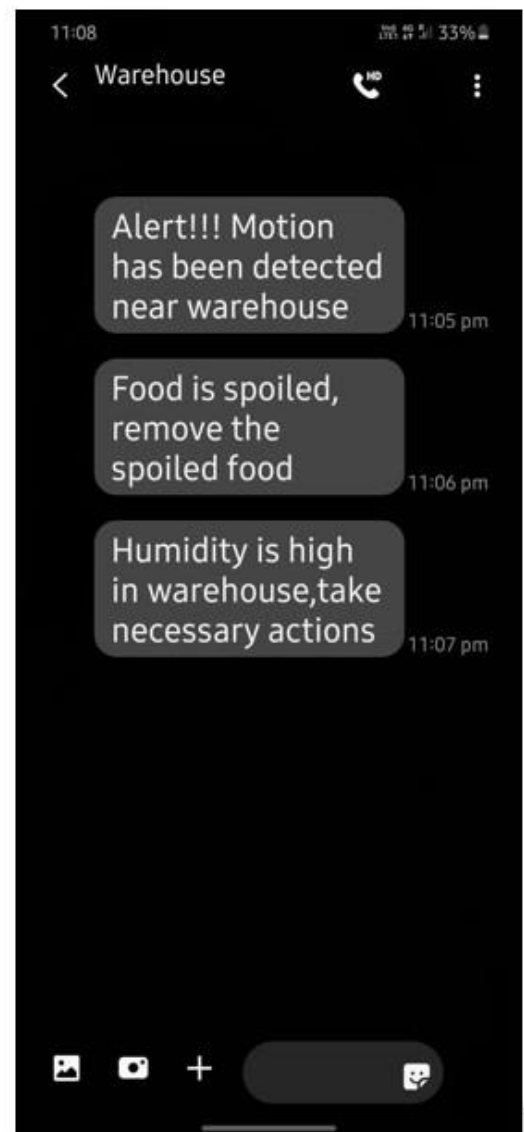 11:08
33%
Warehouse
HD
Alert!!! Motion
has been detected
near warehouse
11:05 pm
Food is spoiled,
remove the
spoiled food
11:06 pm
Humidity is high
in warehouse,take
necessary actions
11:07 pm